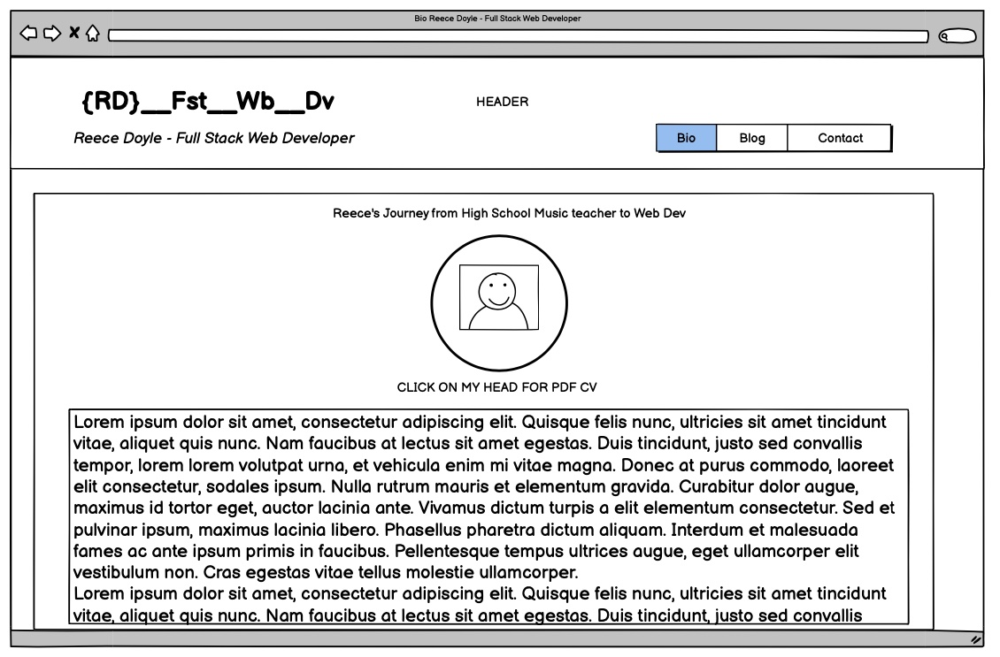 Bio Reece Doyle - Full Stack Web Developer
{RD}__Fst__Wb__Dv
HEADER
Reece Doyle - Full Stack Web Developer
Bio Blog Contact
Reece's Journey from High School Music teacher to Web Dev
CLICK ON MY HEAD FOR PDF CV
Lorem ipsum dolor sit amet, consectetur adipiscing elit. Quisque felis nunc, ultricies sit amet tincidunt
vitae, aliquet quis nunc. Nam faucibus at lectus sit amet egestas. Duis tincidunt, justo sed convallis
tempor, lorem lorem volutpat urna, et vehicula enim mi vitae magna. Donec at purus commodo, laoreet
elit consectetur, sodales ipsum. Nulla rutrum mauris et elementum gravida. Curabitur dolor augue,
maximus id tortor eget, auctor lacinia ante. Vivamus dictum turpis a elit elementum consectetur. Sed et
pulvinar ipsum, maximus lacinia libero. Phasellus pharetra dictum aliquam. Interdum et malesuada
fames ac ante ipsum primis in faucibus. Pellentesque tempus ultrices augue, eget ullamcorper elit
vestibulum non. Cras egestas vitae tellus molestie ullamcorper.
Lorem ipsum dolor sit amet, consectetur adipiscing elit. Quisque felis nunc, ultricies sit amet tincidunt
vitae, aliquet quis nunc. Nam faucibus at lectus sit amet egestas. Duis tincidunt, justo sed convallis